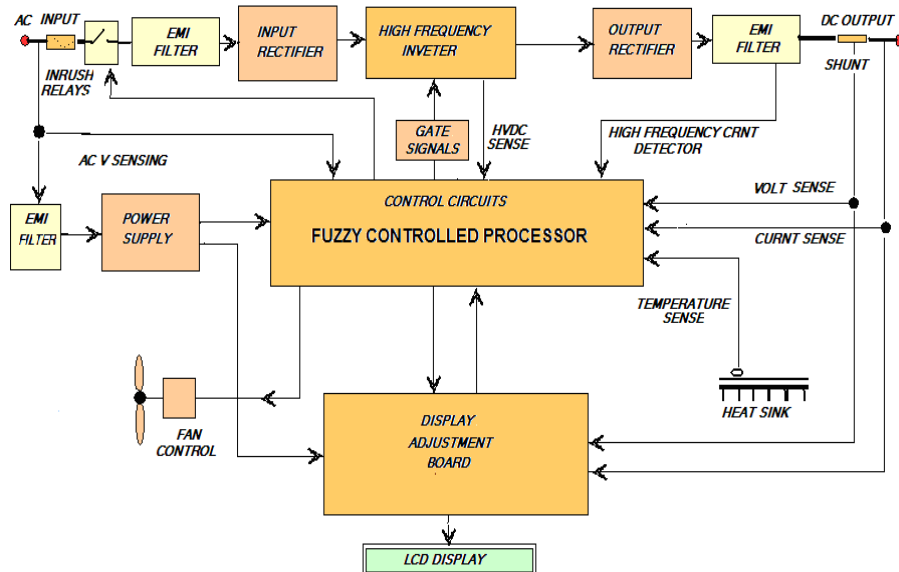 AC INPUT
INRUSH
RELAYS
EMI
FILTER
INPUT
RECTIFIER
HIGH FREQUENCY
INVETER
OUTPUT
RECTIFIER
EMI
FILTER
DC OUTPUT
SHUNT
GATE
SIGNALS
HVDC
SENSE
HIGH FREQUENCY CRNT
DETECTOR
AC V SENSING
VOLT SENSE
CURNT SENSE
EMI
FILTER
POWER
SUPPLY
CONTROL CIRCUITS
FUZZY CONTROLLED PROCESSOR
TEMPERATURE
SENSE
HEAT SINK
FAN
CONTROL
DISPLAY
ADJUSTMENT
BOARD
LCD DISPLAY